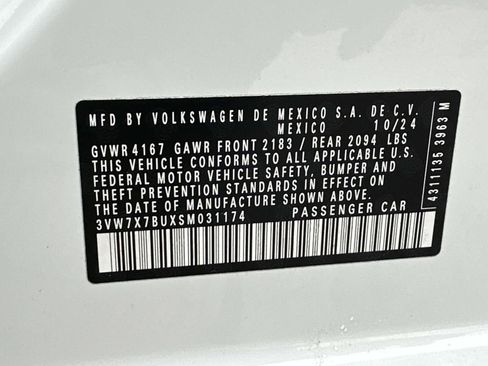 MFD BY VOLKSWAGEN DE MEXICO S.A. DE C.V.
MEXICO 10/24
GVWR 4167 GAWR FRONT 2183 / REAR 2094 LBS
THIS VEHICLE CONFORMS TO ALL APPLICABLE U.S.
FEDERAL MOTOR VEHICLE SAFETY, BUMPER AND
THEFT PREVENTION STANDARDS IN EFFECT ON
THE DATE OF MANUFACTURE SHOWN ABOVE.
3VW7X7BUXSM031174 PASSENGER CAR
4311135 3963 M